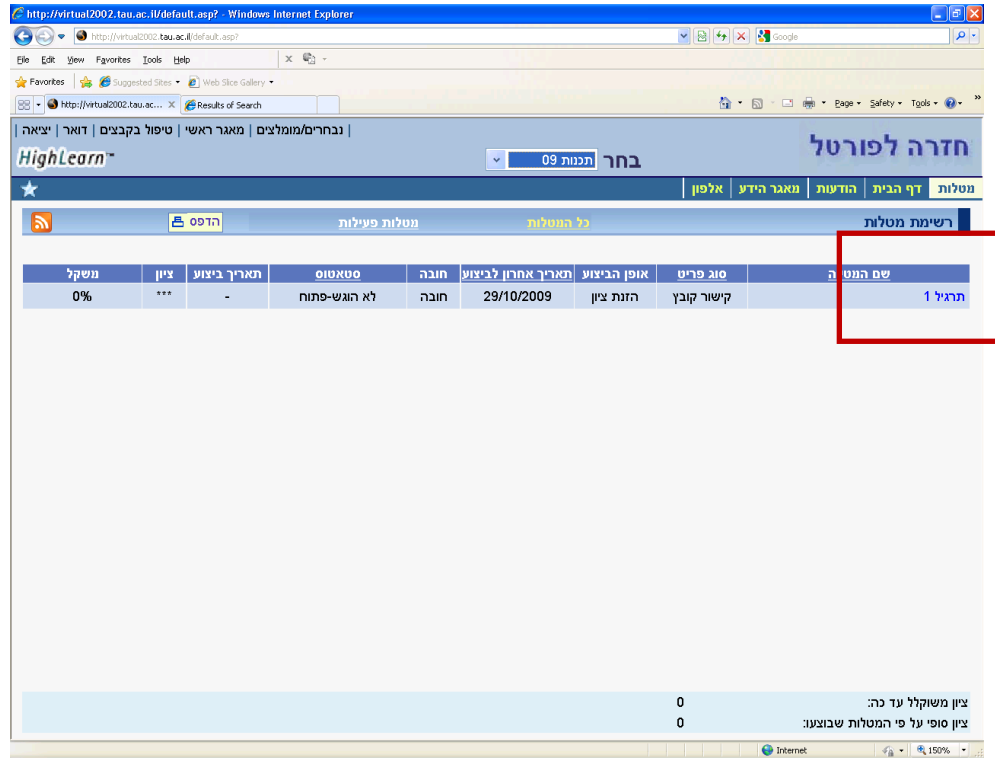 http://virtual2002.tau.ac.il/default.asp? - Windows Internet Explorer
http://virtual2002.tau.ac.il/default.asp?
Google
File Edit View Favorites Tools Help
Favorites Suggested Sites Web Slice Gallery
http://virtual2002.tau.ac... Results of Search
Page Safety Tools »
| נבחרים/מומלצים | מאגר ראשי | טיפול בקבצים | דואר | יציאה |
חזרה לפורטל
בחר תכנות 09
HighLearn™
מטלות דף הבית | הודעות | מאגר הידע | אלפון |
רשימת מטלות כל המטלות מטלות פעילות הדפס
שם המטלה סוג פריט אופן הביצוע תאריך אחרון לביצוע חובה סטאטוס תאריך ביצוע ציון משקל
תרגיל 1 קישור קובץ הזנת ציון 29/10/2009 חובה לא הוגש-פתוח - *** 0%
ציון משוקלל עד כה: 0
ציון סופי על פי המטלות שבוצעו: 0
Internet 150%